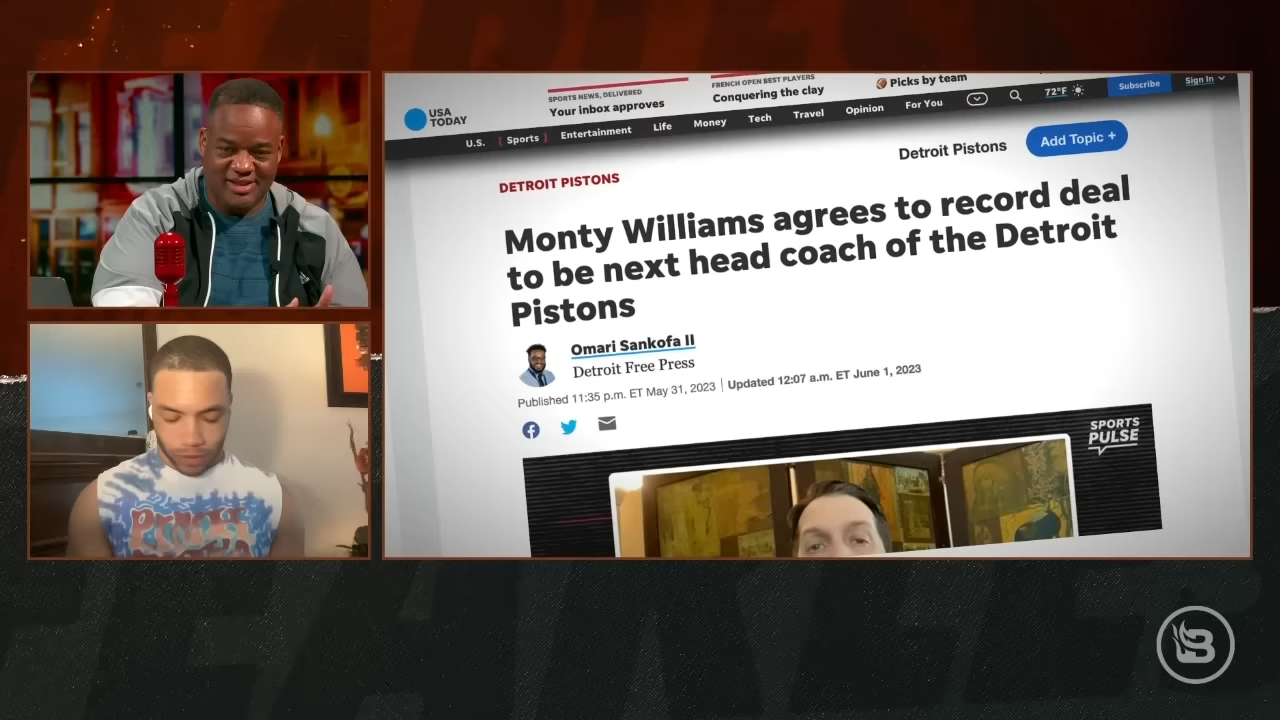 SPORTS NEWS, DELIVERED
Your inbox approves
FRENCH OPEN BEST PLAYERS
Conquering the clay
Picks by team
USA
TODAY
U.S.
Sports
Entertainment
Life
Money
Tech
Travel
Opinion
For You
72°F
Subscribe
Sign In
Detroit Pistons
Add Topic +
DETROIT PISTONS
Monty Williams agrees to record deal
to be next head coach of the Detroit
Pistons
Omari Sankofa II
Detroit Free Press
Published 11:35 p.m. ET May 31, 2023 | Updated 12:07 a.m. ET June 1, 2023
SPORTS
PULSE
B